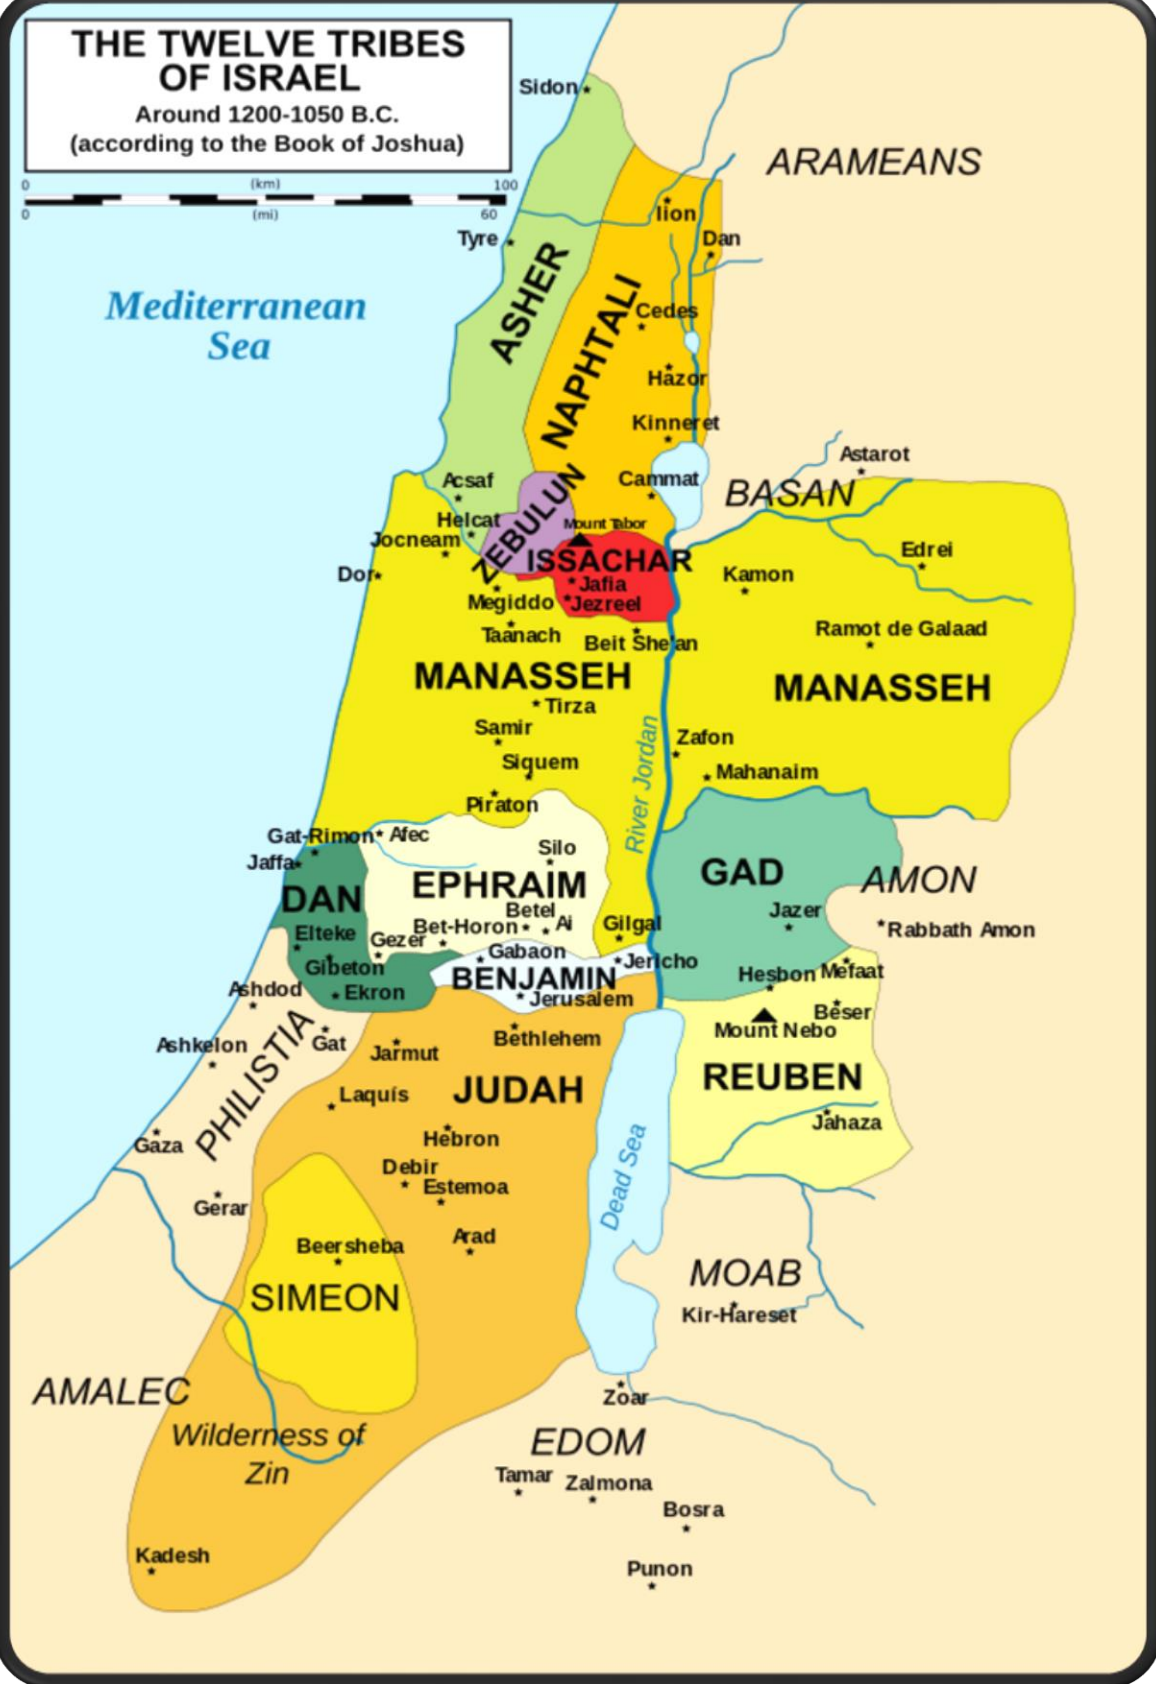 THE TWELVE TRIBES
OF ISRAEL
Around 1200-1050 B.C.
(according to the Book of Joshua)
0 (km) 100
0 (mi) 60
Sidon
ARAMEANS
Iion
Tyre
Dan
ASHER
NAPHTALI
Mediterranean
Sea
Cedes
Hazor
Kinneret
Astarot
Acsaf
Cammat
BASAN
Helcat
ZEBULUN
Mount Tabor
Jocneam
ISSACHAR
Edrei
Dor
Jafia
Kamon
Megiddo
Jezreel
Taanach
Beit She'an
Ramot de Galaad
MANASSEH
MANASSEH
Tirza
Samir
River Jordan
Zafon
Siquem
Mahanaim
Piraton
Gat-Rimon
Afec
Jaffa
Silo
DAN
EPHRAIM
GAD
AMON
Betel
Jazer
Elteke
Gezer
Bet-Horon
Ai
Gilgal
Rabbath Amon
Gibeton
Gabaon
Jericho
BENJAMIN
Hesbon
Mefaat
Ashdod
Ekron
Jerusalem
Beser
Mount Nebo
Ashkelon
PHILISTIA
Gat
Jarmut
Bethlehem
Laquís
JUDAH
REUBEN
Jahaza
Gaza
Hebron
Debir
Estemoa
Dead Sea
Gerar
Arad
Beersheba
SIMEON
MOAB
Kir-Hareset
AMALEC
Zoar
Wilderness of
Zin
EDOM
Tamar
Zalmona
Bosra
Kadesh
Punon